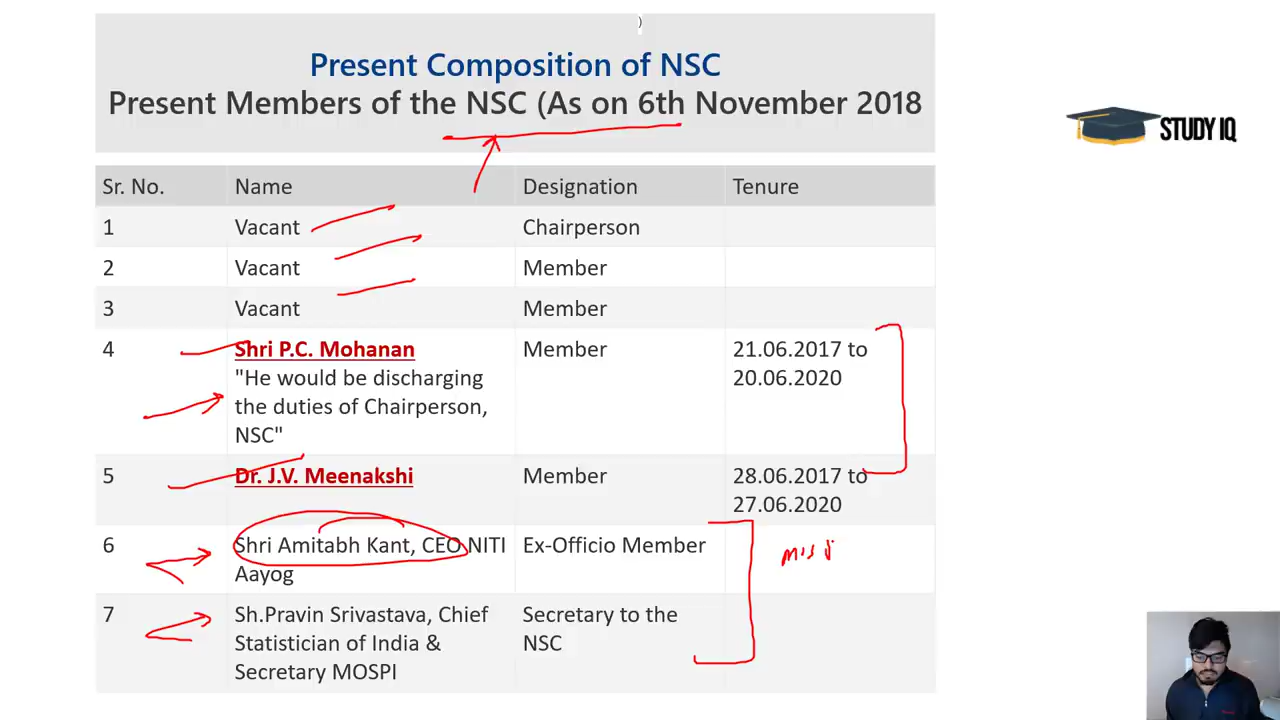 Present Composition of NSC
Present Members of the NSC (As on 6th November 2018
STUDY IQ
Sr. No. Name Designation Tenure
1 Vacant Chairperson
2 Vacant Member
3 Vacant Member
4 Shri P.C. Mohanan Member 21.06.2017 to
"He would be discharging 20.06.2020
the duties of Chairperson,
NSC"
5 Dr. J.V. Meenakshi Member 28.06.2017 to
27.06.2020
6 Shri Amitabh Kant, CEO NITI Ex-Officio Member
Aayog
7 Sh.Pravin Srivastava, Chief Secretary to the
Statistician of India & NSC
Secretary MOSPI